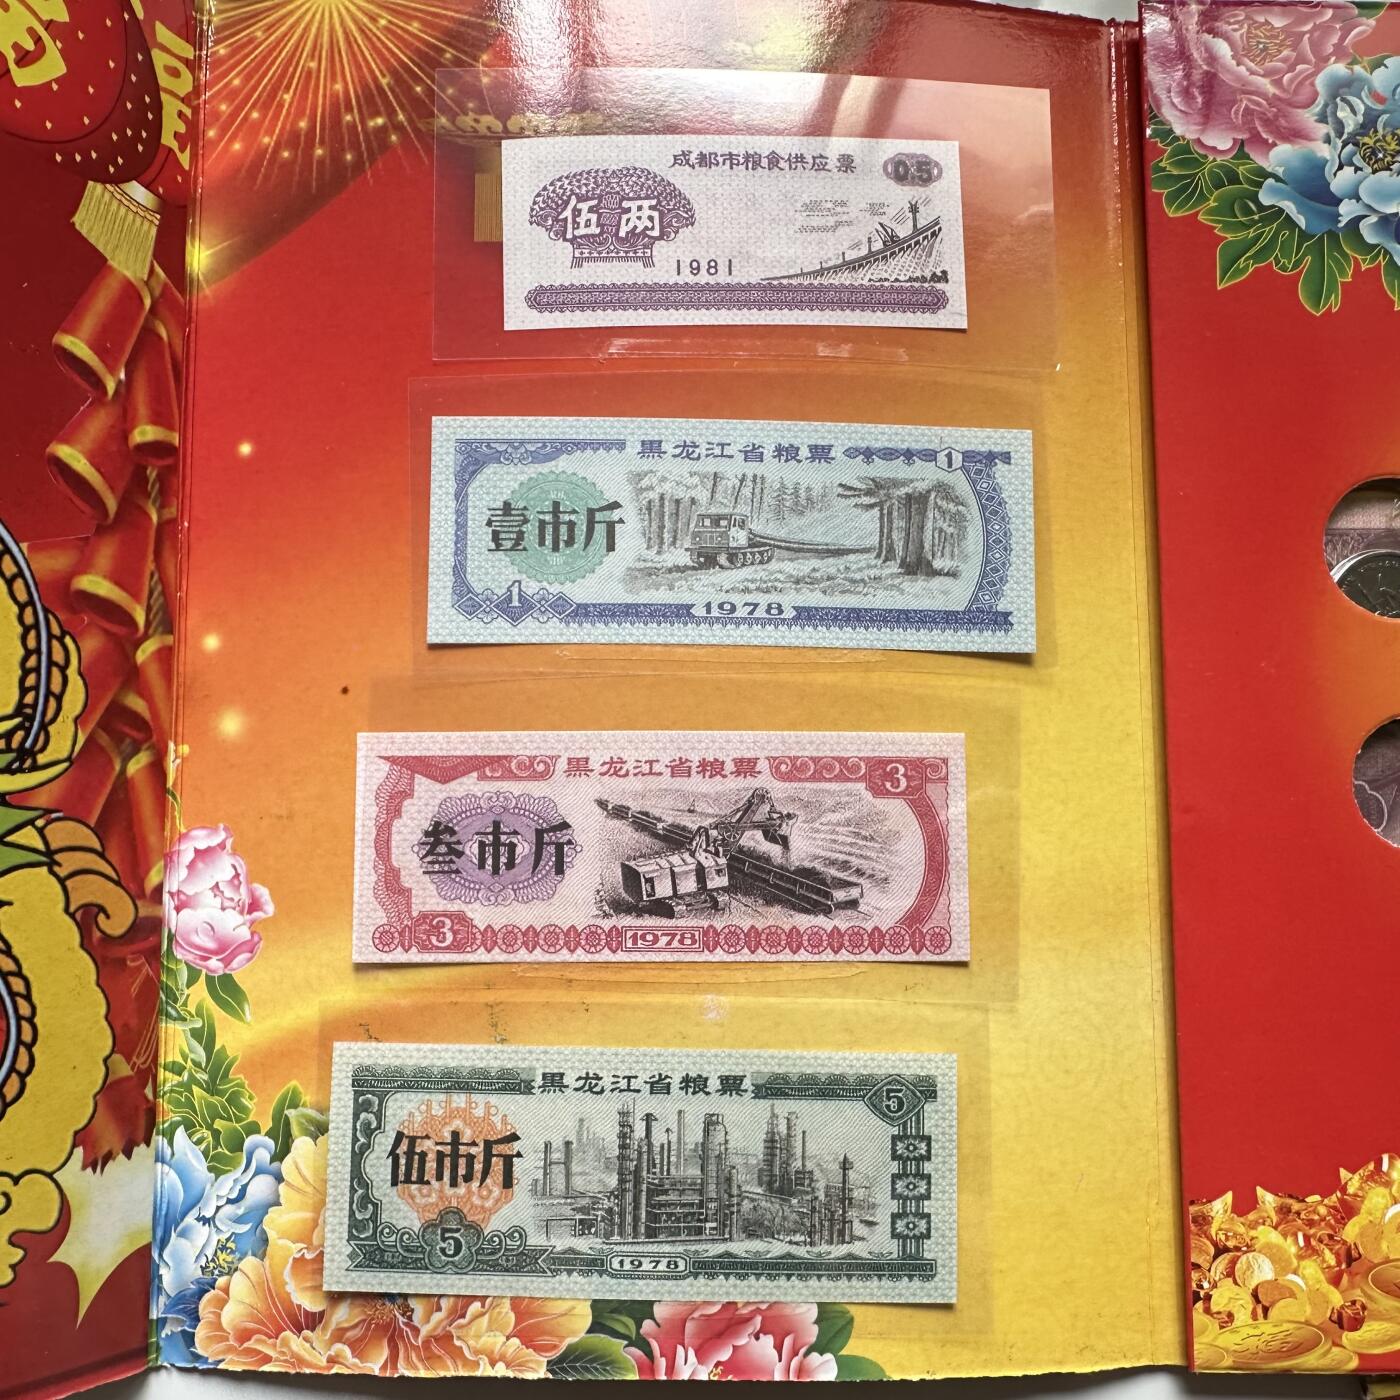 成都市粮食供应票 0.5
伍两
1981
黑龙江省粮票 1
壹市斤
1
1978
黑龙江省粮票 3
叁市斤
3 1978
黑龙江省粮票 5
伍市斤
5
1978